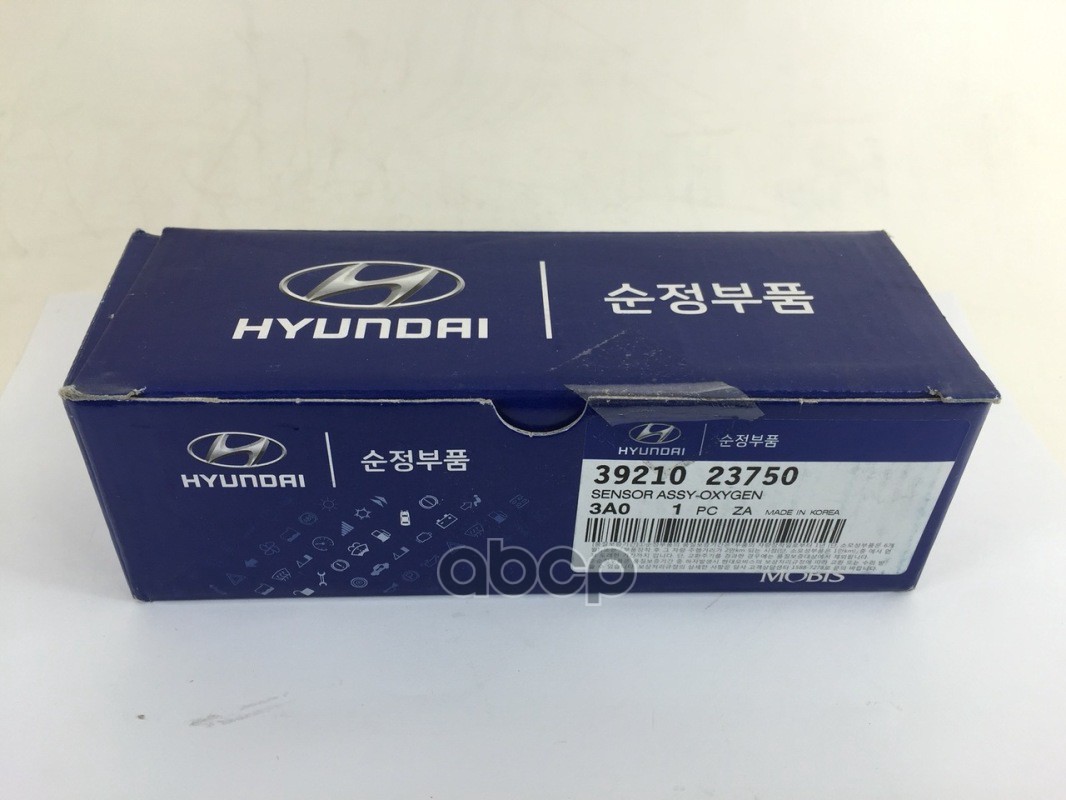 HYUNDAI
순정부품
HYUNDAI
순정부품
HYUNDAI
순정부품
39210 23750
SENSOR ASSY-OXYGEN
3A0 1 PC ZA MADE IN KOREA
MOBIS
abcp